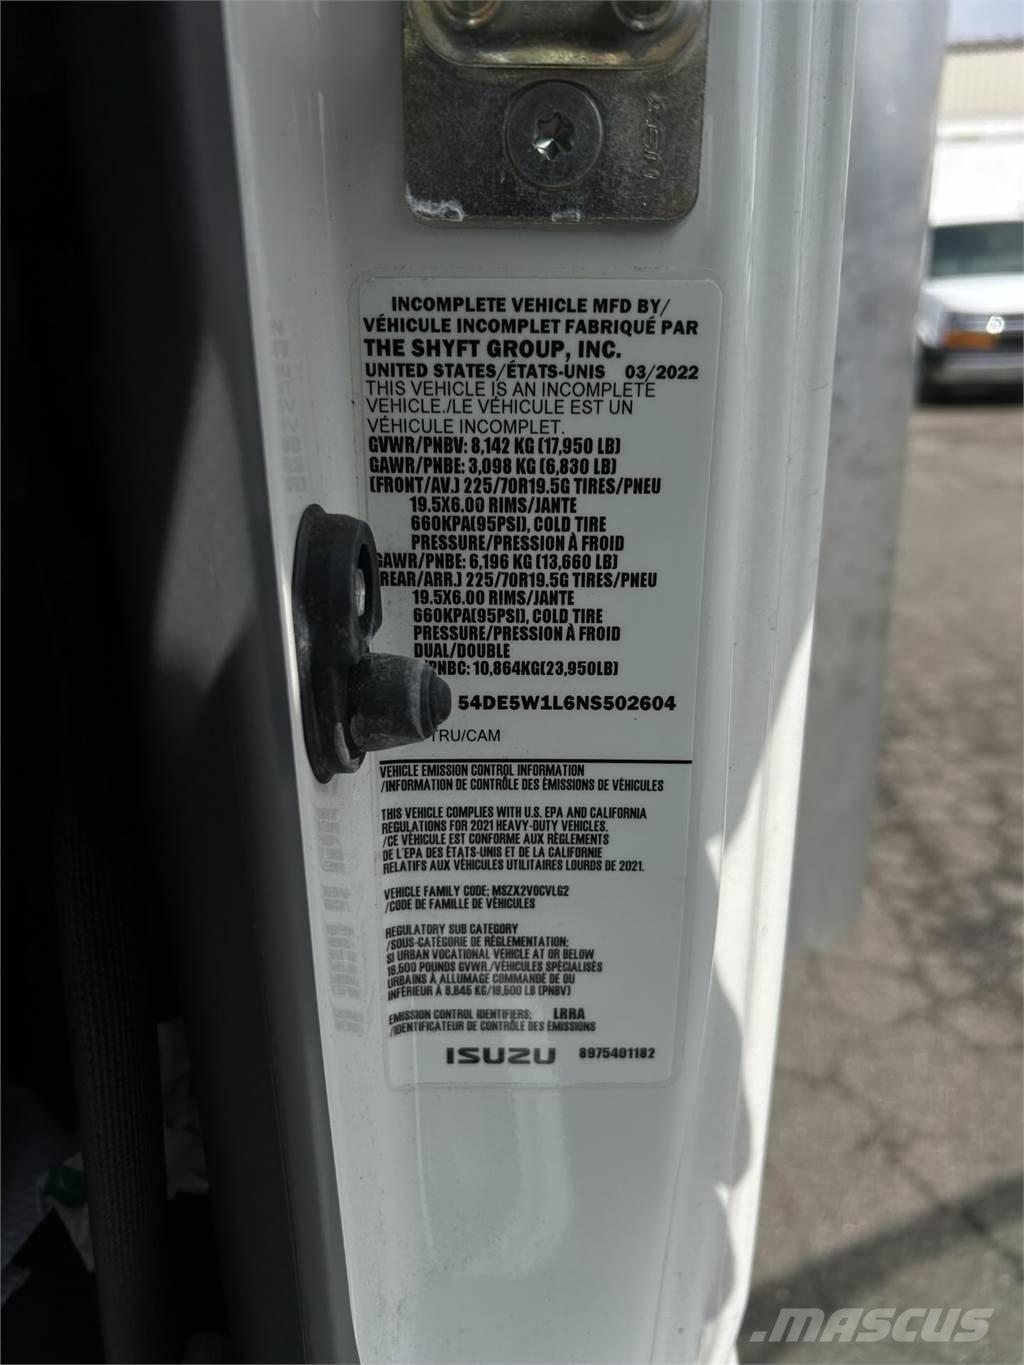 INCOMPLETE VEHICLE MFD BY/
VÉHICULE INCOMPLET FABRIQUÉ PAR
THE SHYFT GROUP, INC.
UNITED STATES/ÉTATS-UNIS 03/2022
THIS VEHICLE IS AN INCOMPLETE
VEHICLE./LE VÉHICULE EST UN
VÉHICULE INCOMPLET.
GVWR/PNBV: 8,142 KG (17,950 LB)
GAWR/PNBE: 3,098 KG (6,830 LB)
(FRONT/AV.) 225/70R19.5G TIRES/PNEU
19.5X6.00 RIMS/JANTE
660KPA(95PSI), COLD TIRE
PRESSURE/PRESSION À FROID
GAWR/PNBE: 6,196 KG (13,660 LB)
REAR/ARR.) 225/70R19.5G TIRES/PNEU
19.5X6.00 RIMS/JANTE
660KPA(95PSI), COLD TIRE
PRESSURE/PRESSION À FROID
DUAL/DOUBLE
PNBC: 10,864KG(23,950LB)
54DE5W1L6NS502604
TRU/CAM
VEHICLE EMISSION CONTROL INFORMATION
/INFORMATION DE CONTRÔLE DES ÉMISSIONS DE VÉHICULES
THIS VEHICLE COMPLIES WITH U.S. EPA AND CALIFORNIA
REGULATIONS FOR 2021 HEAVY-DUTY VEHICLES.
/CE VÉHICULE EST CONFORME AUX RÈGLEMENTS
DE L'EPA DES ÉTATS-UNIS ET DE LA CALIFORNIE
RELATIFS AUX VÉHICULES UTILITAIRES LOURDS DE 2021.
VEHICLE FAMILY CODE: MSZX2VOCVLG2
/CODE DE FAMILLE DE VÉHICULES
REGULATORY SUB CATEGORY
/SOUS-CATÉGORIE DE RÉGLEMENTATION:
SI URBAN VOCATIONAL VEHICLE AT OR BELOW
19,500 POUNDS GVWR./VÉHICULES SPÉCIALISÉS
URBAINS À ALLUMAGE COMMANDÉ DE OU
INFÉRIEUR À 8,845 KG/19,500 LB (PNBV)
EMISSION CONTROL IDENTIFIERS: LRRA
/IDENTIFICATEUR DE CONTRÔLE DES ÉMISSIONS
ISUZU 8975401182
MASCUS